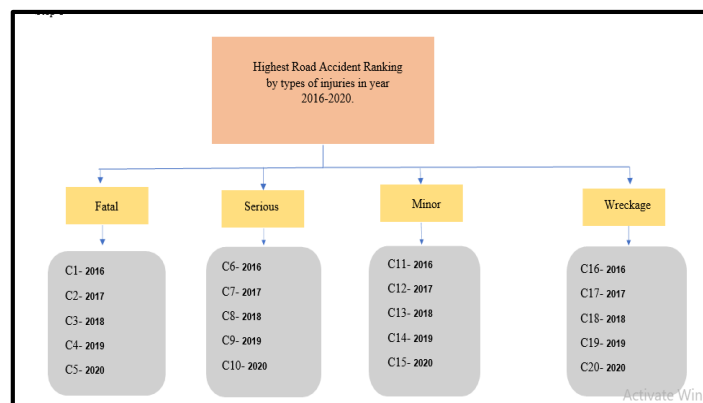 Highest Road Accident Ranking
by types of injuries in year
2016-2020.
Fatal
Serious
Minor
Wreckage
C1- 2016
C2- 2017
C3- 2018
C4- 2019
C5- 2020
C6- 2016
C7- 2017
C8- 2018
C9- 2019
C10- 2020
C11- 2016
C12- 2017
C13- 2018
C14- 2019
C15- 2020
C16- 2016
C17- 2017
C18- 2018
C19- 2019
C20- 2020
Activate Win